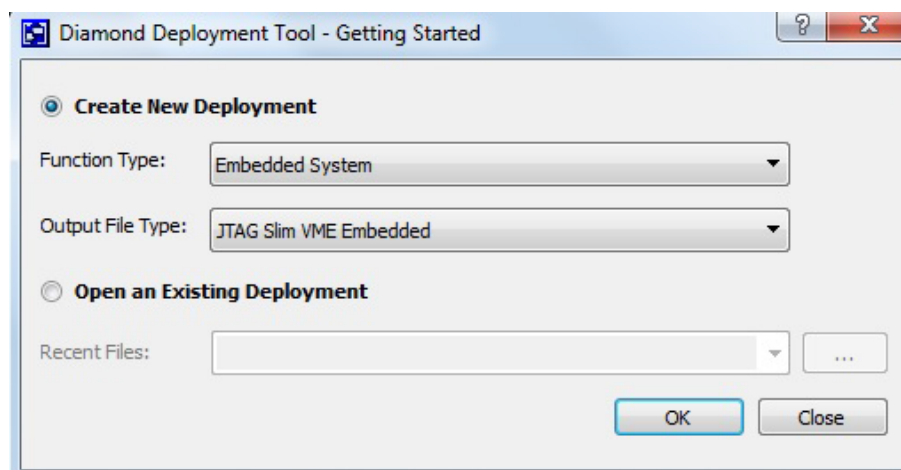 Diamond Deployment Tool - Getting Started
? X
Create New Deployment
Function Type: Embedded System
Output File Type: JTAG Slim VME Embedded
Open an Existing Deployment
Recent Files: ...
OK Close